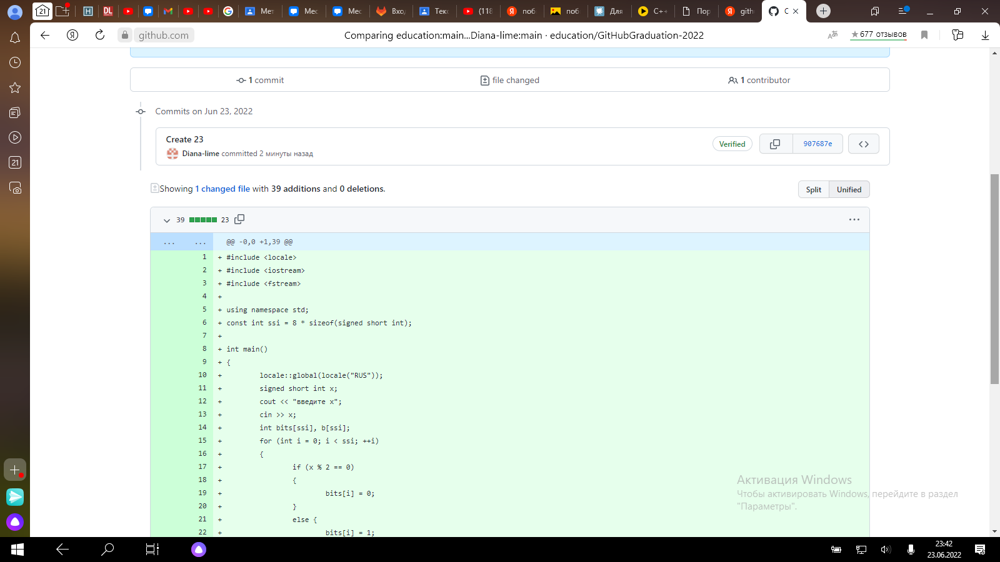 21
H
DL
Мет
Мес
Мес
Вхо
Текс
(118
поб
поб
Для
C++
Пор
gith
C
github.com
Comparing education:main...Diana-lime:main · education/GitHubGraduation-2022
677 отзывов
1 commit
file changed
1 contributor
Commits on Jun 23, 2022
Create 23
Diana-lime committed 2 минуты назад
Verified
907687e
Showing 1 changed file with 39 additions and 0 deletions.
Split
Unified
39
23
...
...
@@ -0,0 +1,39 @@
1 + #include <locale>
2 + #include <iostream>
3 + #include <fstream>
4 +
5 + using namespace std;
6 + const int ssi = 8 * sizeof(signed short int);
7 +
8 + int main()
9 + {
10 + locale::global(locale("RUS"));
11 + signed short int x;
12 + cout << "введите x";
13 + cin >> x;
14 + int bits[ssi], b[ssi];
15 + for (int i = 0; i < ssi; ++i)
16 + {
17 + if (x % 2 == 0)
18 + {
19 + bits[i] = 0;
20 + }
21 + else {
22 + bits[i] = 1;
21
Активация Windows
Чтобы активировать Windows, перейдите в раздел
"Параметры".
23:42
23.06.2022